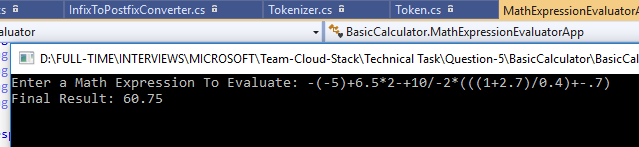 s
InfixToPostfixConverter.cs
Tokenizer.cs
Token.cs
MathExpressionEvaluatorApp
aluator
BasicCalculator.MathExpressionEvaluatorApp
D:\FULL-TIME\INTERVIEWS\MICROSOFT\Team-Cloud-Stack\Technical Task\Question-5\BasicCalculator\BasicCalc
Enter a Math Expression To Evaluate: -(-5)+6.5*2-+10/-2*(((1+2.7)/0.4)+-.7)
Final Result: 60.75